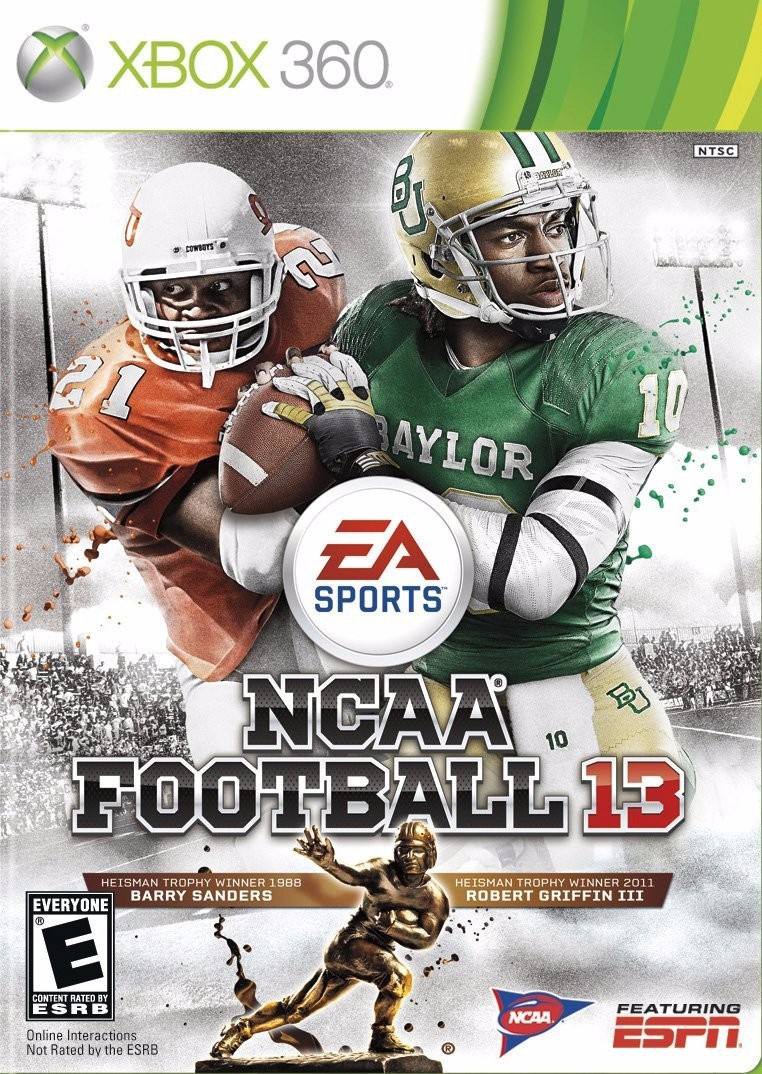 XBOX 360
NTSC
BU
BAYLOR
COWBOYS
21
21
10
BAYLOR
EA
SPORTS™
BU
10
NCAA®
FOOTBALL 13
HEISMAN TROPHY WINNER 1988
BARRY SANDERS
HEISMAN TROPHY WINNER 2011
ROBERT GRIFFIN III
EVERYONE
E
®
CONTENT RATED BY
ESRB
Online Interactions
Not Rated by the ESRB
®
NCAA
FEATURING
ESPN